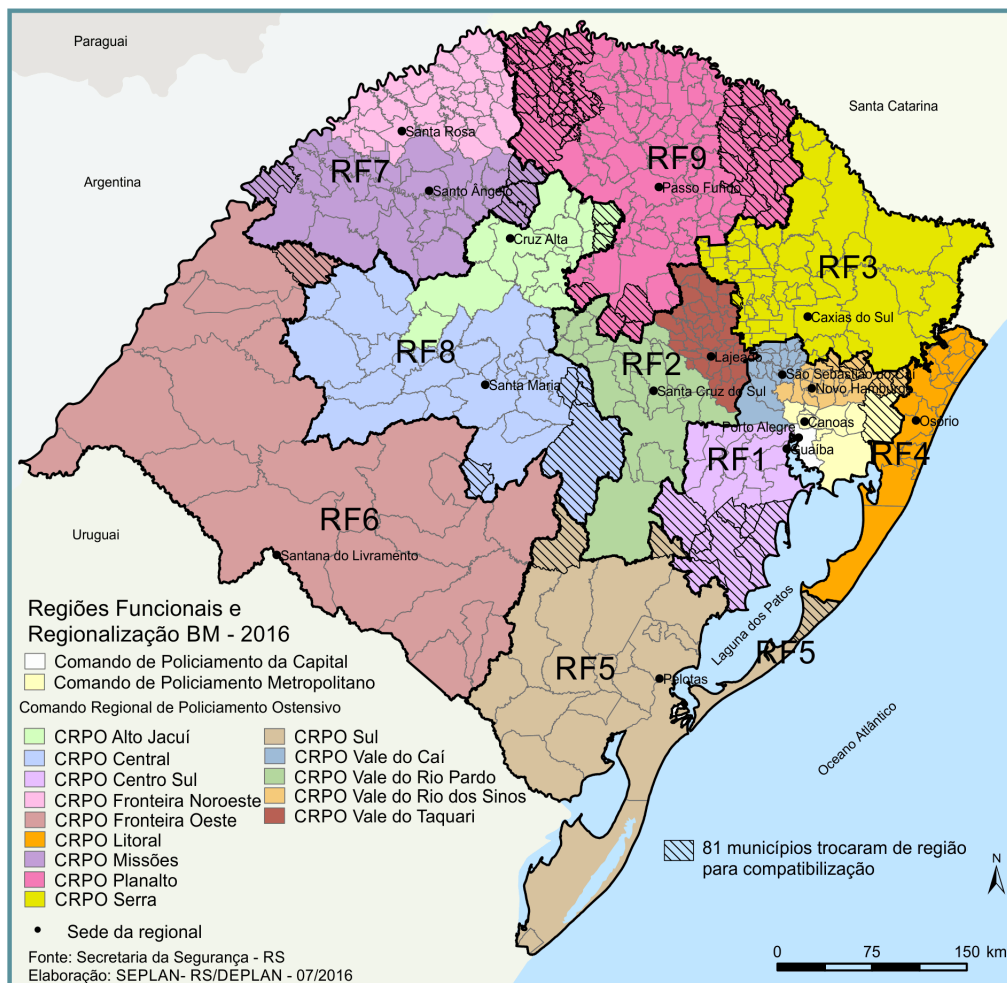 Paraguai
Santa Catarina
Argentina
Santa Rosa
RF7
RF9
Santo Ângelo
Passo Fundo
Cruz Alta
RF3
Caxias do Sul
RF8
RF2
Lajeado
São Sebastião do Caí
Santa Maria
Santa Cruz do Sul
Novo Hamburgo
Porto Alegre
Canoas
Osório
Guaíba
RF1
RF4
RF6
Uruguai
Santana do Livramento
Laguna dos Patos
RF5
RF5
Pelotas
Oceano Atlântico
Regiões Funcionais e
Regionalização BM - 2016
Comando de Policiamento da Capital
Comando de Policiamento Metropolitano
Comando Regional de Policiamento Ostensivo
CRPO Alto Jacuí
CRPO Central
CRPO Centro Sul
CRPO Fronteira Noroeste
CRPO Fronteira Oeste
CRPO Litoral
CRPO Missões
CRPO Planalto
CRPO Serra
CRPO Sul
CRPO Vale do Caí
CRPO Vale do Rio Pardo
CRPO Vale do Rio dos Sinos
CRPO Vale do Taquari
81 municípios trocaram de região
para compatibilização
N
Sede da regional
Fonte: Secretaria da Segurança - RS
Elaboração: SEPLAN- RS/DEPLAN - 07/2016
0 75 150 km